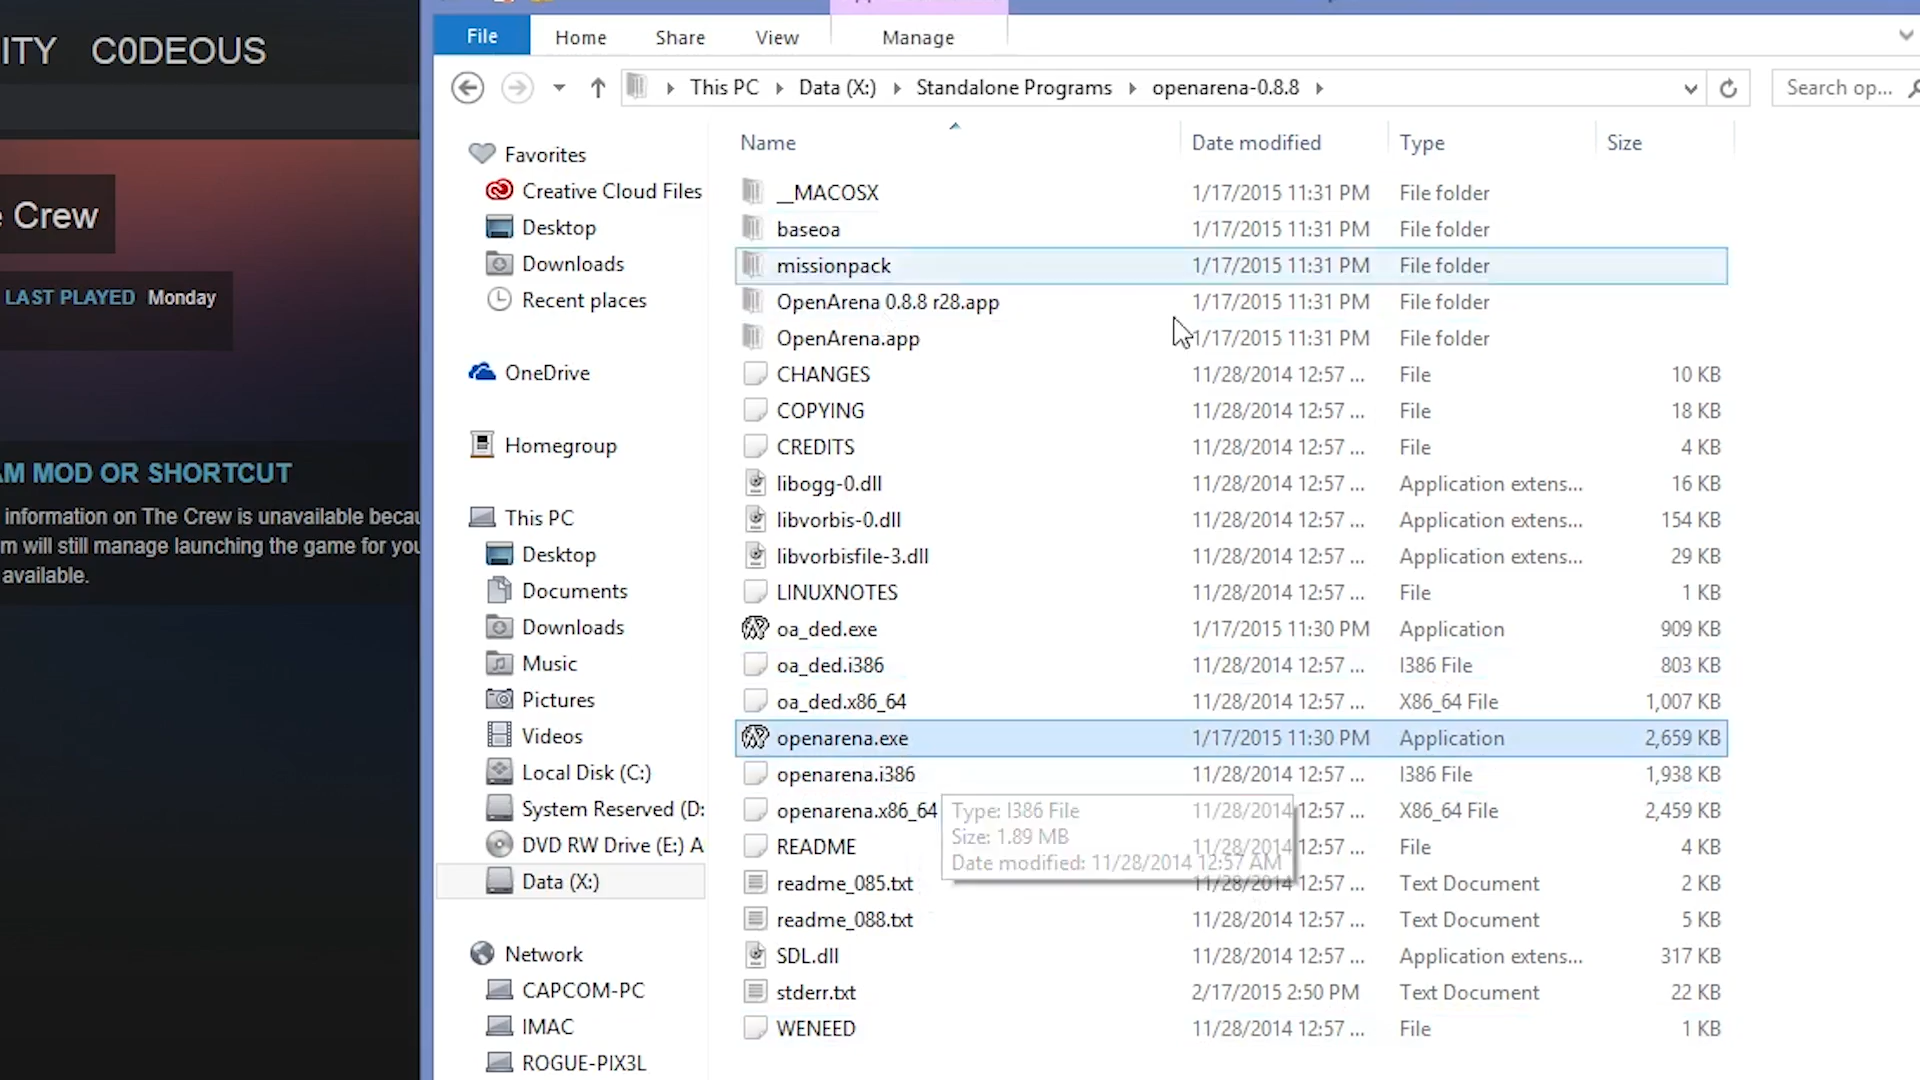 ITY C0DEOUS
Crew
LAST PLAYED Monday
AM MOD OR SHORTCUT
information on The Crew is unavailable becau
m will still manage launching the game for you
available.
File Home Share View Manage
This PC Data (X:) Standalone Programs openarena-0.8.8 Search op...
Favorites
Creative Cloud Files
Desktop
Downloads
Recent places
OneDrive
Homegroup
This PC
Desktop
Documents
Downloads
Music
Pictures
Videos
Local Disk (C:)
System Reserved (D:
DVD RW Drive (E:) A
Data (X:)
Network
CAPCOM-PC
IMAC
ROGUE-PIX3L
Name Date modified Type Size
__MACOSX 1/17/2015 11:31 PM File folder
baseoa 1/17/2015 11:31 PM File folder
missionpack 1/17/2015 11:31 PM File folder
OpenArena 0.8.8 r28.app 1/17/2015 11:31 PM File folder
OpenArena.app 1/17/2015 11:31 PM File folder
CHANGES 11/28/2014 12:57 ... File 10 KB
COPYING 11/28/2014 12:57 ... File 18 KB
CREDITS 11/28/2014 12:57 ... File 4 KB
libogg-0.dll 11/28/2014 12:57 ... Application extens... 16 KB
libvorbis-0.dll 11/28/2014 12:57 ... Application extens... 154 KB
libvorbisfile-3.dll 11/28/2014 12:57 ... Application extens... 29 KB
LINUXNOTES 11/28/2014 12:57 ... File 1 KB
oa_ded.exe 1/17/2015 11:30 PM Application 909 KB
oa_ded.i386 11/28/2014 12:57 ... I386 File 803 KB
oa_ded.x86_64 11/28/2014 12:57 ... X86_64 File 1,007 KB
openarena.exe 1/17/2015 11:30 PM Application 2,659 KB
openarena.i386 11/28/2014 12:57 ... I386 File 1,938 KB
openarena.x86_64 11/28/2014 12:57 ... X86_64 File 2,459 KB
README 11/28/2014 12:57 ... File 4 KB
readme_085.txt 11/28/2014 12:57 ... Text Document 2 KB
readme_088.txt 11/28/2014 12:57 ... Text Document 5 KB
SDL.dll 11/28/2014 12:57 ... Application extens... 317 KB
stderr.txt 2/17/2015 2:50 PM Text Document 22 KB
WENEED 11/28/2014 12:57 ... File 1 KB
Type: I386 File
Size: 1.89 MB
Date modified: 11/28/2014 12:57 AM